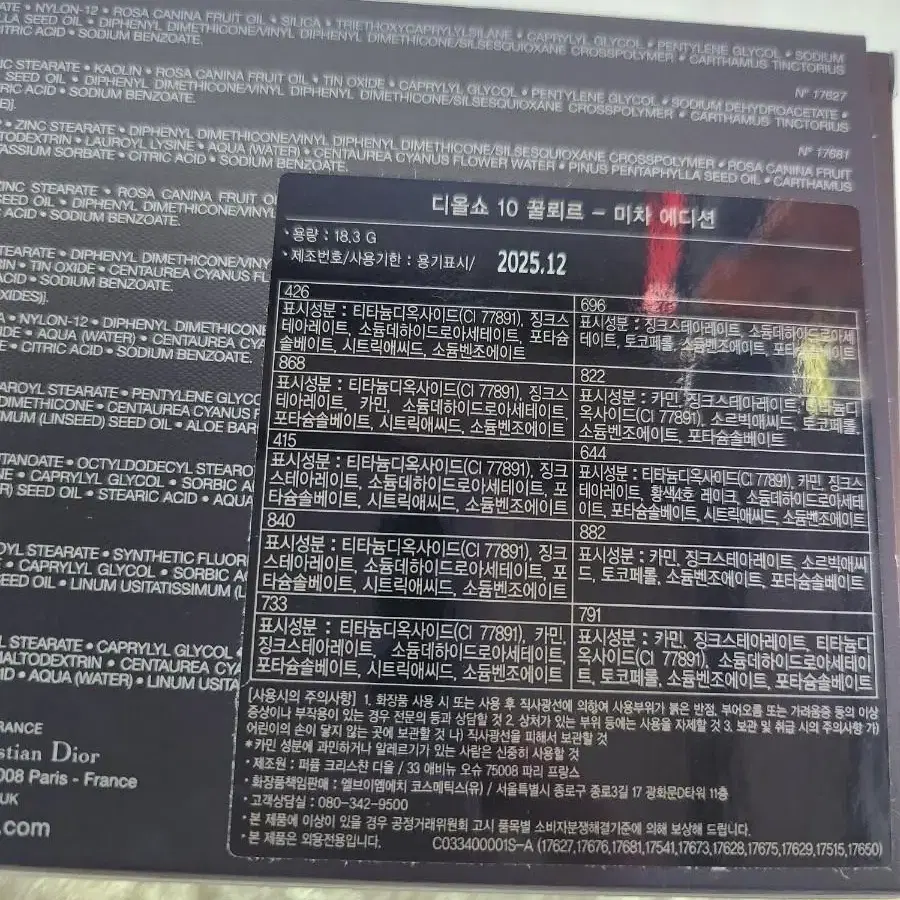 ATE • NYLON-12 • ROSA CANINA FRUIT OIL • SILICA • TRIETHOXYCAPRYLYLSILANE • CAPRYLYL GLYCOL • PENTYLENE GLYCOL • SODIUM
LLA SEED OIL • DIPHENYL DIMETHICONE/VINYL DIPHENYL DIMETHICONE/SILSESQUIOXANE CROSSPOLYMER • CARTHAMUS TINCTORIUS
CITRIC ACID • SODIUM BENZOATE.
N° 17627
IC STEARATE • KAOLIN • ROSA CANINA FRUIT OIL • TIN OXIDE • CAPRYLYL GLYCOL • PENTYLENE GLYCOL • SODIUM DEHYDROACETATE •
SEED OIL • DIPHENYL DIMETHICONE/VINYL DIPHENYL DIMETHICONE/SILSESQUIOXANE CROSSPOLYMER • CARTHAMUS TINCTORIUS
RIC ACID • SODIUM BENZOATE.
N° 17681
• ZINC STEARATE • DIPHENYL DIMETHICONE/VINYL DIPHENYL DIMETHICONE/SILSESQUIOXANE CROSSPOLYMER • ROSA CANINA FRUIT
TODEXTRIN • LAUROYL LYSINE • AQUA (WATER) • CENTAUREA CYANUS FLOWER WATER • PINUS PENTAPHYLLA SEED OIL • CARTHAMUS
TASSIUM SORBATE • CITRIC ACID • SODIUM BENZOATE.
ZINC STEARATE • ROSA CANINA FRUIT O
DIPHENYL DIMETHICONE/VINYL DIPHENYL
ACID • SODIUM BENZOATE.
STEARATE • DIPHENYL DIMETHICONE/VINY
RIN • TIN OXIDE • CENTAUREA CYANUS FL
ACID • SODIUM BENZOATE.
OXIDES)].
A • NYLON-12 • DIPHENYL DIMETHICONE
DE • AQUA (WATER) • CENTAUREA CYA
E • CITRIC ACID • SODIUM BENZOATE.
AROYL STEARATE • PENTYLENE GLYC
DIMETHICONE • CENTAUREA CYANUS F
IMUM (LINSEED) SEED OIL • ALOE BAR
TANOATE • OCTYLDODECYL STEARO
NE • CAPRYLYL GLYCOL • SORBIC A
R) SEED OIL • STEARIC ACID • AQUA
OYL STEARATE • SYNTHETIC FLUOR
• CAPRYLYL GLYCOL • SORBIC A
SEED OIL • LINUM USITATISSIMUM (L
L STEARATE • CAPRYLYL GLYCOL •
MALTODEXTRIN • CENTAUREA CYA
ID • AQUA (WATER) • LINUM USITA
RANCE
stian Dior
008 Paris - France
UK
.com
디올쇼 10 꿀뢰르 – 미차 에디션
• 용량 : 18.3 G
• 제조번호/사용기한 : 용기표시/ 2025.12
426
표시성분 : 티타늄디옥사이드(CI 77891), 징크스
테아레이트, 소듐데하이드로아세테이트, 포타슘
솔베이트, 시트릭애씨드, 소듐벤조에이트
696
표시성분 : 징크스테아레이트, 소듐데하이드로아세
테이트, 토코페롤, 소듐벤조에이트, 포타슘솔베이트
868
표시성분 : 티타늄디옥사이드(CI 77891), 징크스
테아레이트, 카민, 소듐데하이드로아세테이트,
포타슘솔베이트, 시트릭애씨드, 소듐벤조에이트
822
표시성분 : 카민, 징크스테아레이트, 티타늄디
옥사이드(CI 77891), 소르빅애씨드, 토코페롤,
소듐벤조에이트, 포타슘솔베이트
415
표시성분 : 티타늄디옥사이드(CI 77891), 징크
스테아레이트, 소듐데하이드로아세테이트, 포
타슘솔베이트, 시트릭애씨드, 소듐벤조에이트
644
표시성분 : 티타늄디옥사이드(CI 77891), 카민, 징크스
테아레이트, 황색4호 레이크, 소듐데하이드로아세테이
트, 포타슘솔베이트, 시트릭애씨드, 소듐벤조에이트
840
표시성분 : 티타늄디옥사이드(CI 77891), 징크
스테아레이트, 소듐데하이드로아세테이트, 포
타슘솔베이트, 시트릭애씨드, 소듐벤조에이트
882
표시성분 : 카민, 징크스테아레이트, 소르빅애씨
드, 토코페롤, 소듐벤조에이트, 포타슘솔베이트
733
표시성분 : 티타늄디옥사이드(CI 77891), 카민,
징크스테아레이트, 소듐데하이드로아세테이트,
포타슘솔베이트, 시트릭애씨드, 소듐벤조에이트
791
표시성분 : 카민, 징크스테아레이트, 티타늄디
옥사이드(CI 77891), 소듐데하이드로아세테이
트, 토코페롤, 소듐벤조에이트, 포타슘솔베이트
[사용시의 주의사항] 1. 화장품 사용 시 또는 사용 후 직사광선에 의하여 사용부위가 붉은 반점, 부어오름 또는 가려움증 등의 이상
증상이나 부작용이 있는 경우 전문의 등과 상담할 것 2. 상처가 있는 부위 등에는 사용을 자제할 것 3. 보관 및 취급 시의 주의사항 가)
어린이의 손이 닿지 않는 곳에 보관할 것 나) 직사광선을 피해서 보관할 것
*카민 성분에 과민하거나 알레르기가 있는 사람은 신중히 사용할 것
• 제조원 : 퍼퓸 크리스챤 디올 / 33 애비뉴 오슈 75008 파리 프랑스
• 화장품책임판매 : 엘브이엠에치 코스메틱스(유) / 서울특별시 종로구 종로3길 17 광화문D타워 11층
• 고객상담실 : 080-342-9500
• 본 제품에 이상이 있을 경우 공정거래위원회 고시 품목별 소비자분쟁해결기준에 의해 보상해 드립니다.
• 본 제품은 외용전용입니다.
C033400001S-A (17627,17676,17681,17541,17673,17628,17675,17629,17515,17650)